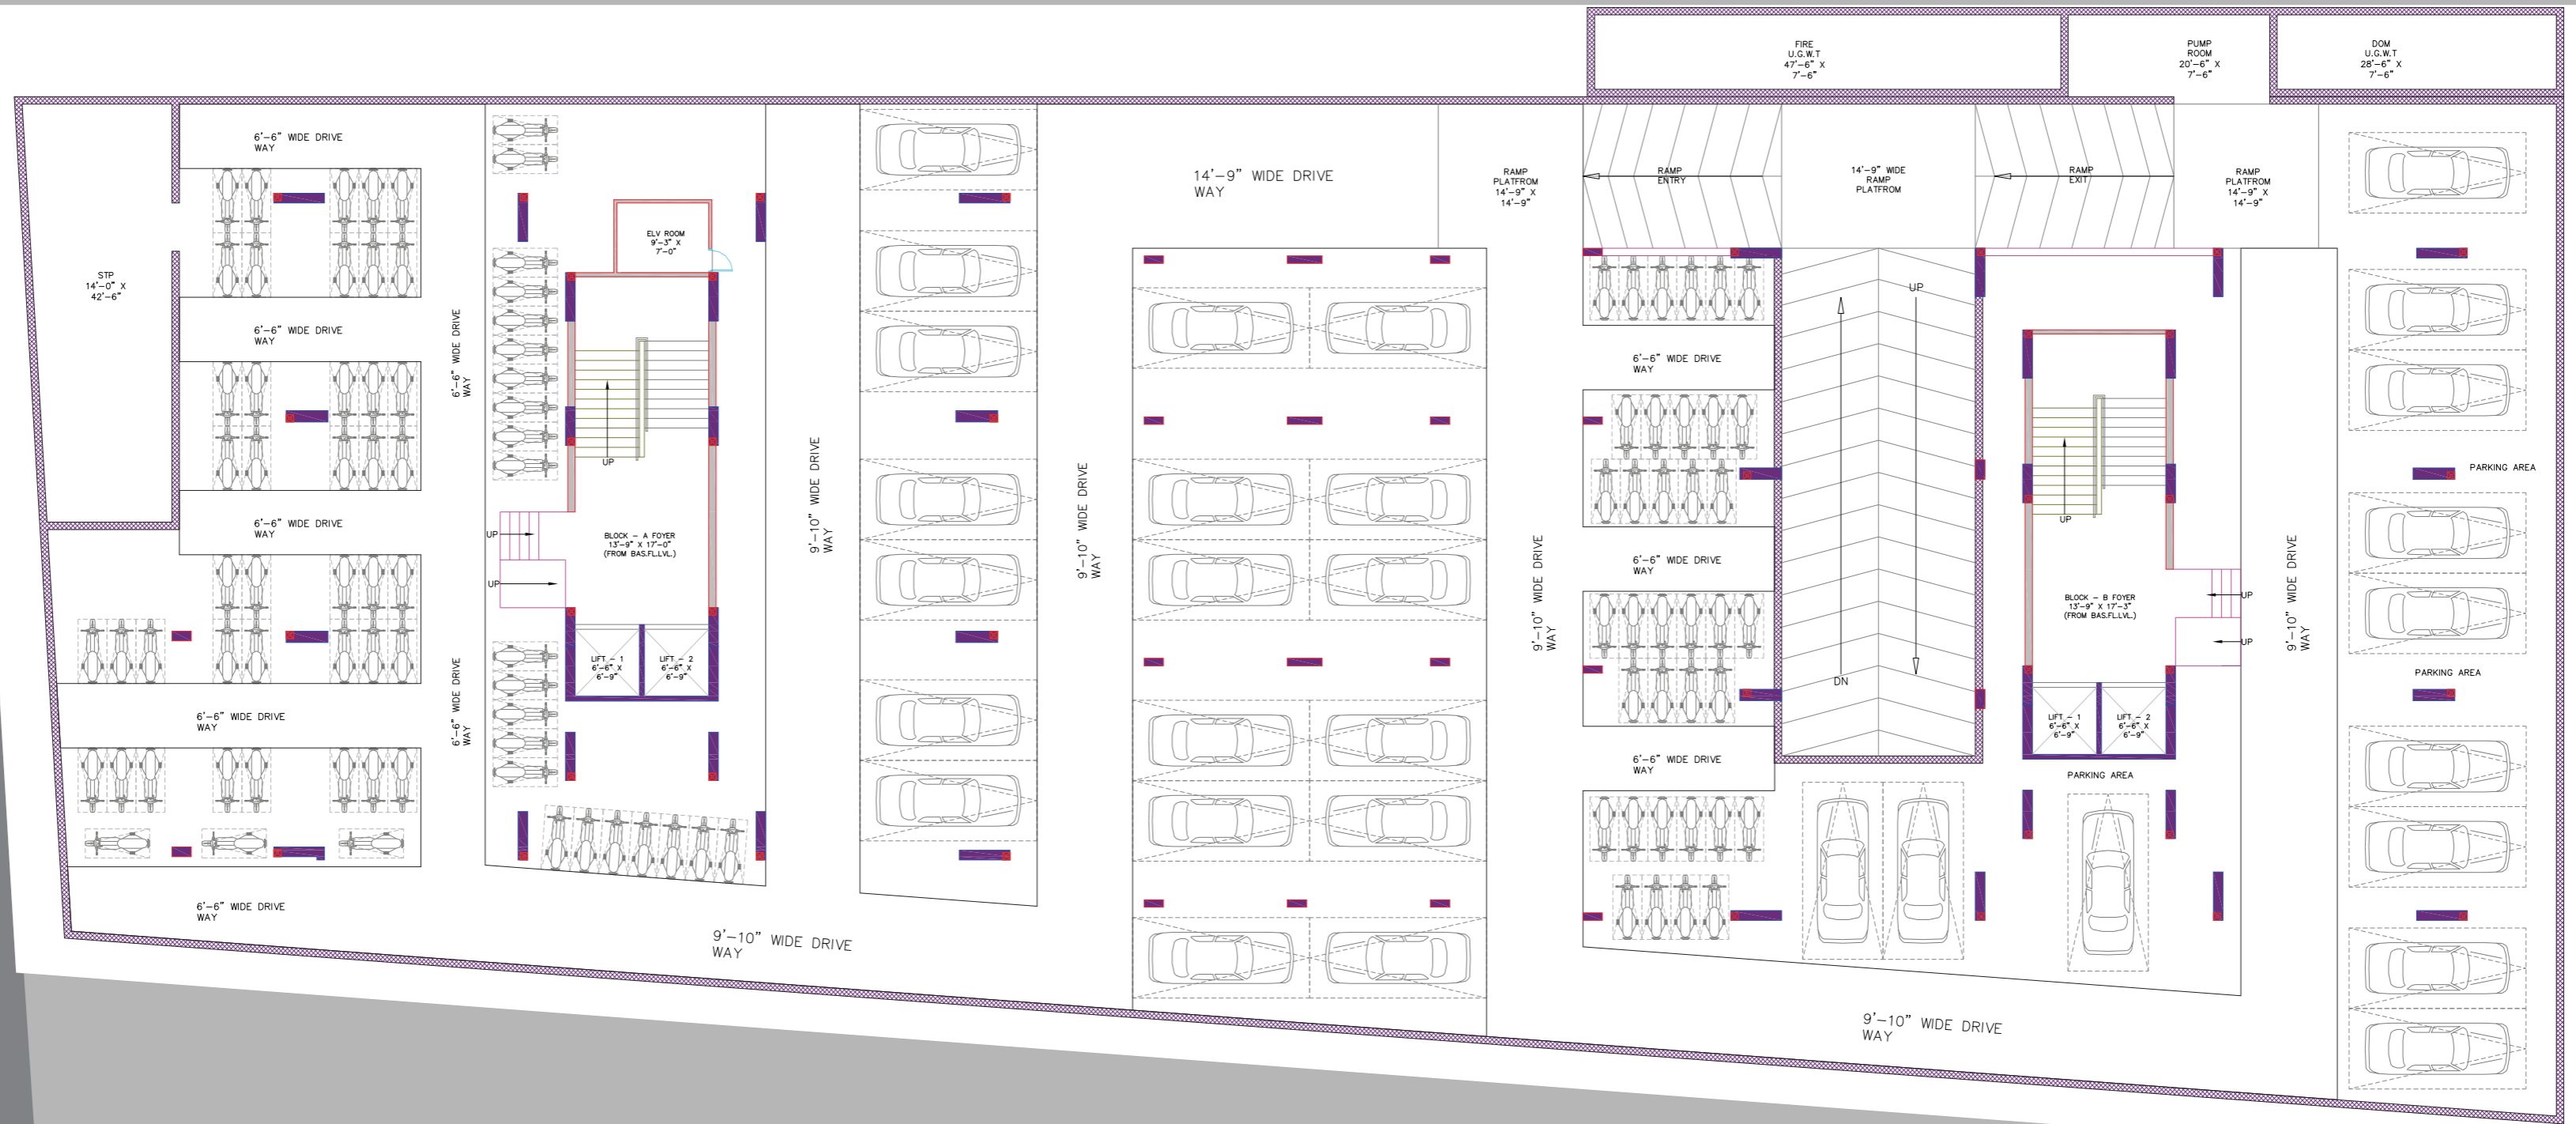 FIRE
U.G.W.T
47'-6" X
7'-6"
PUMP
ROOM
20'-6" X
7'-6"
DOM
U.G.W.T
28'-6" X
7'-6"
6'-6" WIDE DRIVE
WAY
14'-9" WIDE DRIVE
WAY
RAMP
PLATFROM
14'-9" X
14'-9"
RAMP
ENTRY
14'-9" WIDE
RAMP
PLATFROM
RAMP
EXIT
RAMP
PLATFROM
14'-9" X
14'-9"
ELV ROOM
9'-3" X
7'-0"
STP
14'-0" X
42'-6"
6'-6" WIDE DRIVE
WAY
6'-6" WIDE DRIVE
WAY
UP
6'-6" WIDE DRIVE
WAY
UP
9'-10" WIDE DRIVE
WAY
9'-10" WIDE DRIVE
WAY
PARKING AREA
6'-6" WIDE DRIVE
WAY
UP
UP
BLOCK - A FOYER
13'-9" X 17'-0"
(FROM BAS.FL.LVL.)
UP
6'-6" WIDE DRIVE
WAY
9'-10" WIDE DRIVE
WAY
UP
BLOCK - B FOYER
13'-9" X 17'-3"
(FROM BAS.FL.LVL.)
UP
UP
9'-10" WIDE DRIVE
WAY
LIFT - 1
6'-6" X
6'-9"
LIFT - 2
6'-6" X
6'-9"
DN
PARKING AREA
6'-6" WIDE DRIVE
WAY
6'-6" WIDE DRIVE
WAY
LIFT - 1
6'-6" X
6'-9"
LIFT - 2
6'-6" X
6'-9"
6'-6" WIDE DRIVE
WAY
PARKING AREA
6'-6" WIDE DRIVE
WAY
9'-10" WIDE DRIVE
WAY
9'-10" WIDE DRIVE
WAY